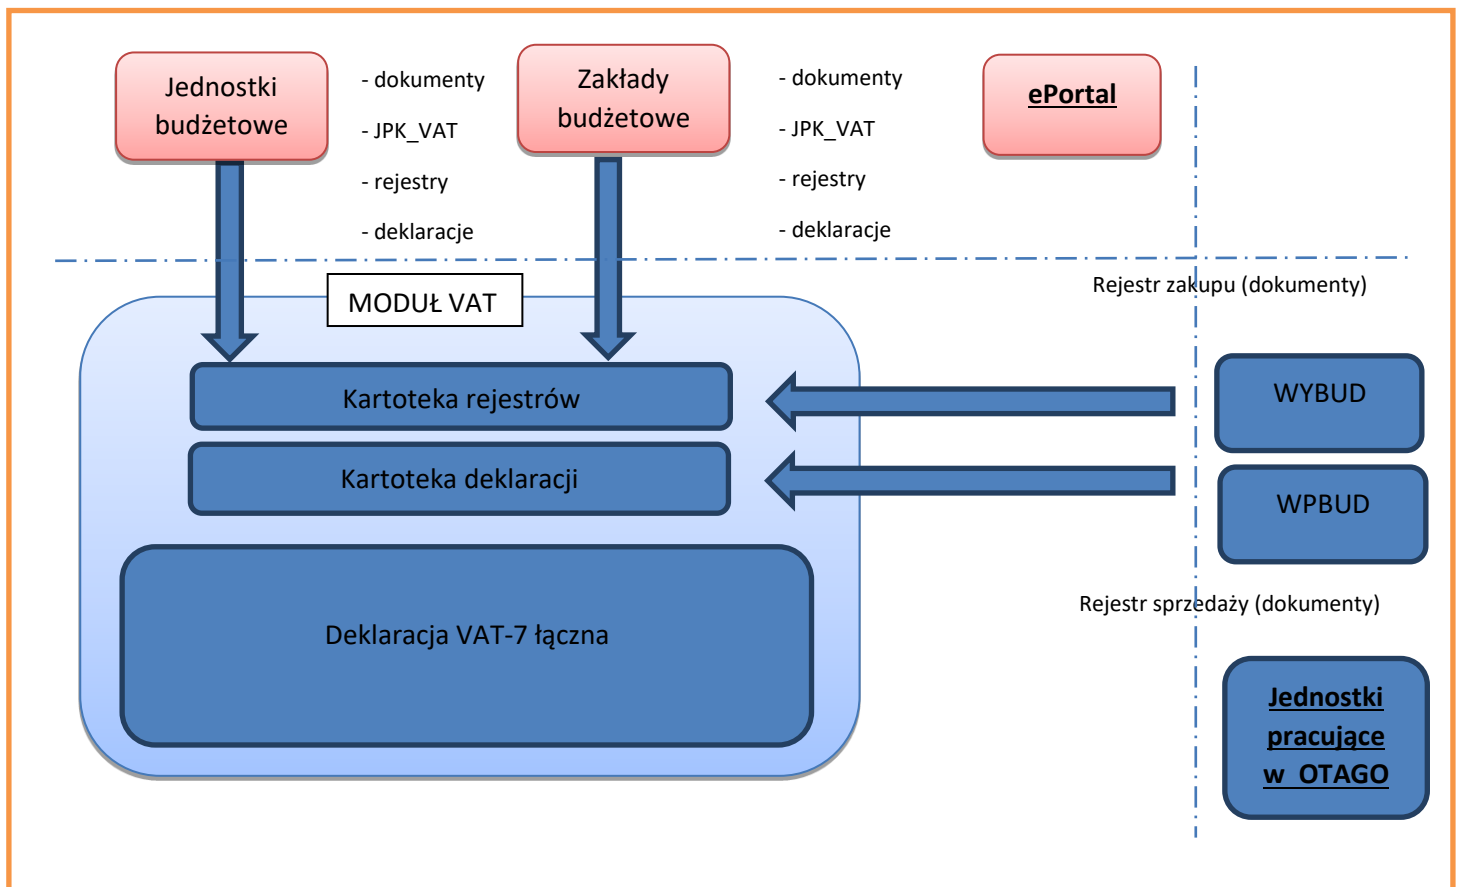 Jednostki
budżetowe
- dokumenty
- JPK_VAT
- rejestry
- deklaracje
Zakłady
budżetowe
- dokumenty
- JPK_VAT
- rejestry
- deklaracje
ePortal
Rejestr zakupu (dokumenty)
MODUŁ VAT
Kartoteka rejestrów
WYBUD
Kartoteka deklaracji
WPBUD
Deklaracja VAT-7 łączna
Rejestr sprzedaży (dokumenty)
Jednostki
pracujące
w OTAGO